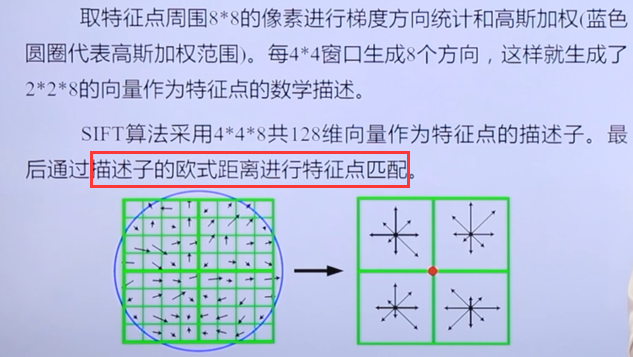 取特征点周围8*8的像素进行梯度方向统计和高斯加权(蓝色
圆圈代表高斯加权范围)。每4*4窗口生成8个方向，这样就生成了
2*2*8的向量作为特征点的数学描述。
SIFT算法采用4*4*8共128维向量作为特征点的描述子。最
后通过描述子的欧式距离进行特征点匹配。